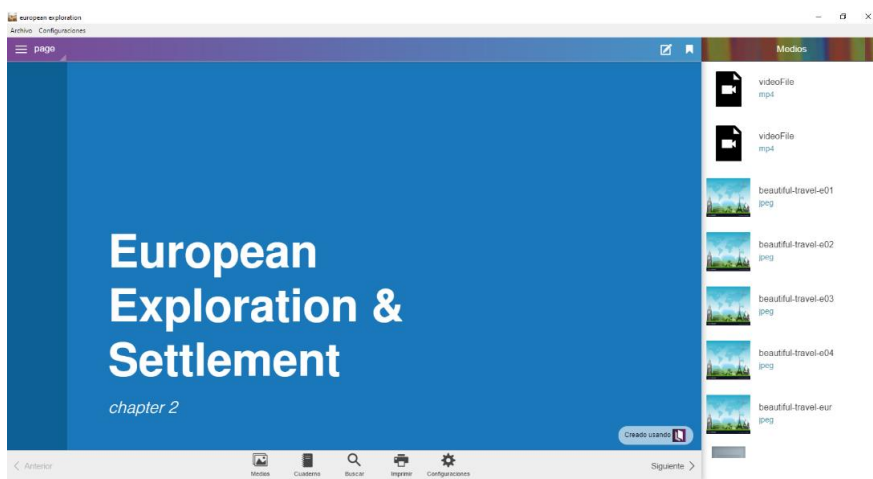 european exploration
Archivo Configuraciones
page
Medios
videoFile
mp4
videoFile
mp4
beautiful-travel-e01
jpeg
beautiful-travel-e02
jpeg
beautiful-travel-e03
jpeg
beautiful-travel-e04
jpeg
beautiful-travel-eur
jpeg
European
Exploration &
Settlement
chapter 2
Creado usando
Anterior
Medios
Cuaderno
Buscar
Imprimir
Configuraciones
Siguiente